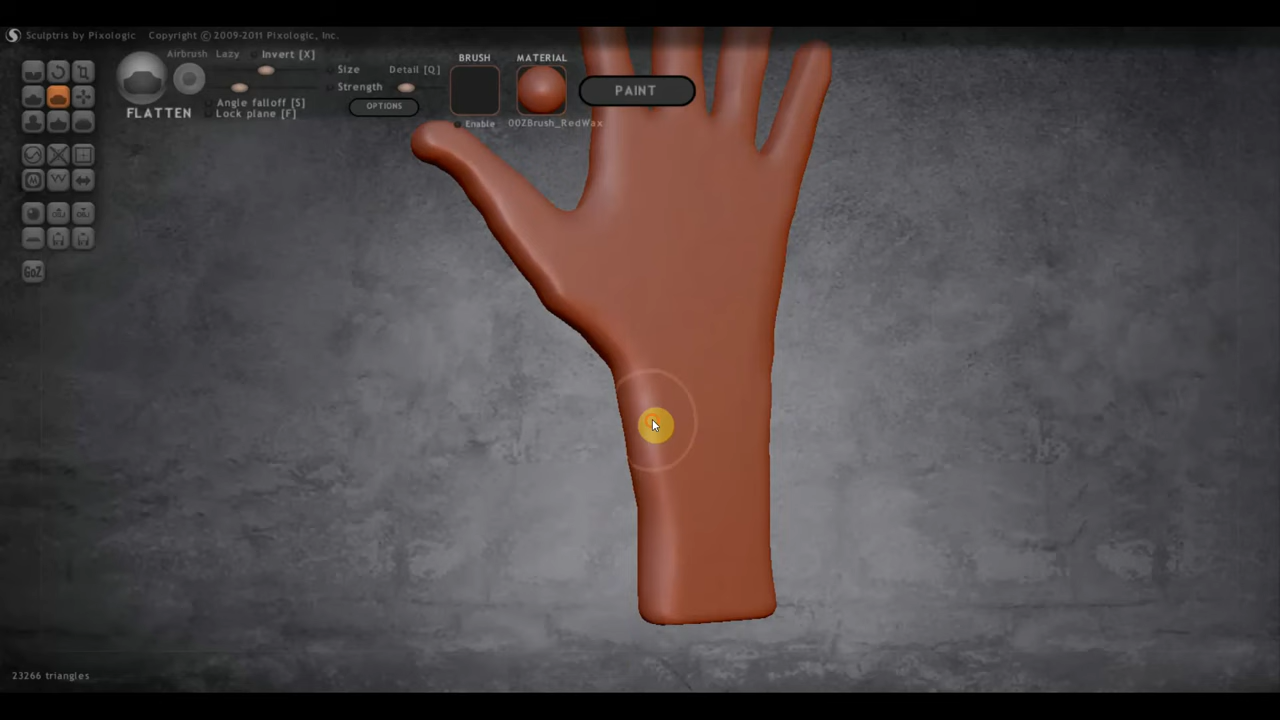 Sculptris by Pixologic Copyright © 2009-2011 Pixologic, Inc.
Airbrush Lazy Invert [X]
Size Detail [Q]
Strength
Angle falloff [S]
Lock plane [F]
OPTIONS
FLATTEN
BRUSH
Enable
MATERIAL
00ZBrush_RedWax
PAINT
GoZ
23266 triangles